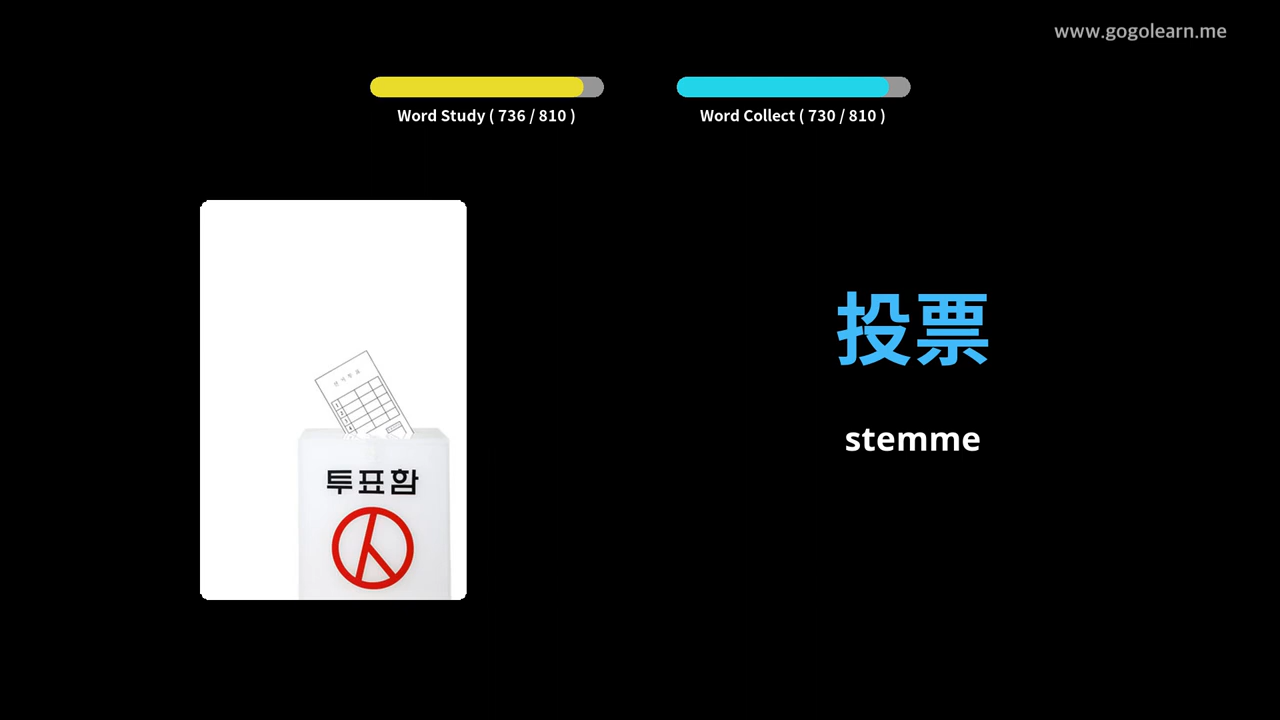 www.gogolearn.me
Word Study ( 736 / 810 )
Word Collect ( 730 / 810 )
투표함
投票
stemme